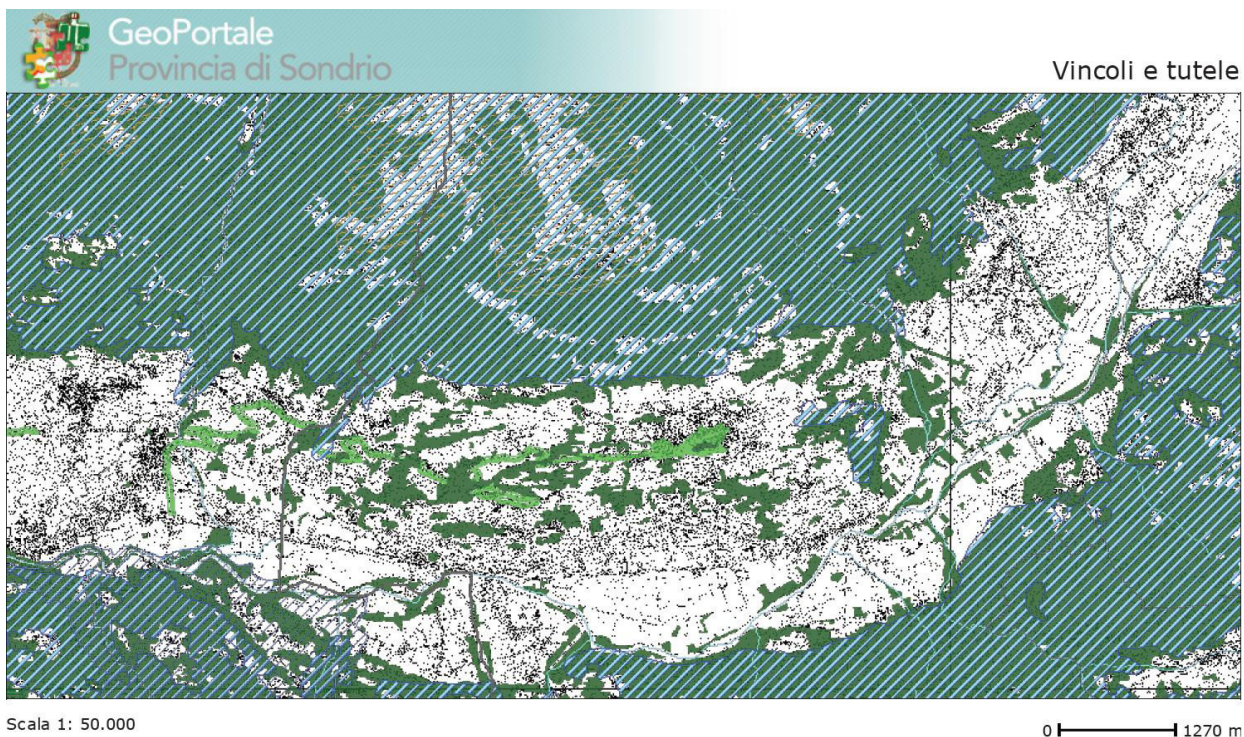 GeoPortale
Provincia di Sondrio
Vincoli e tutele
Scala 1: 50.000
0 1270 m